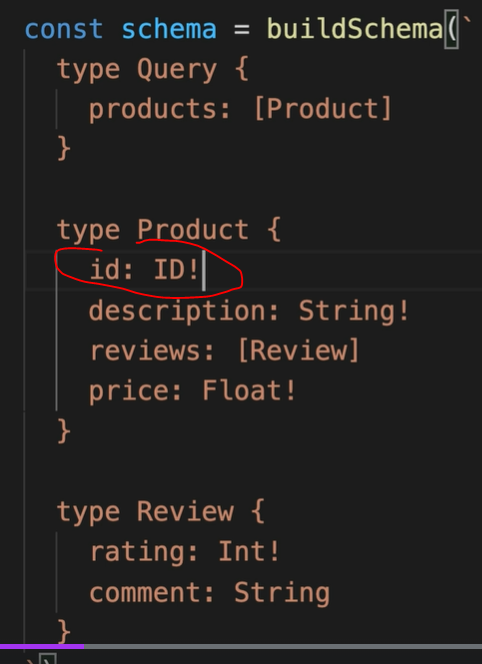 const schema = buildSchema(`
type Query {
products: [Product]
}
type Product {
id: ID!
description: String!
reviews: [Review]
price: Float!
}
type Review {
rating: Int!
comment: String
}
`)